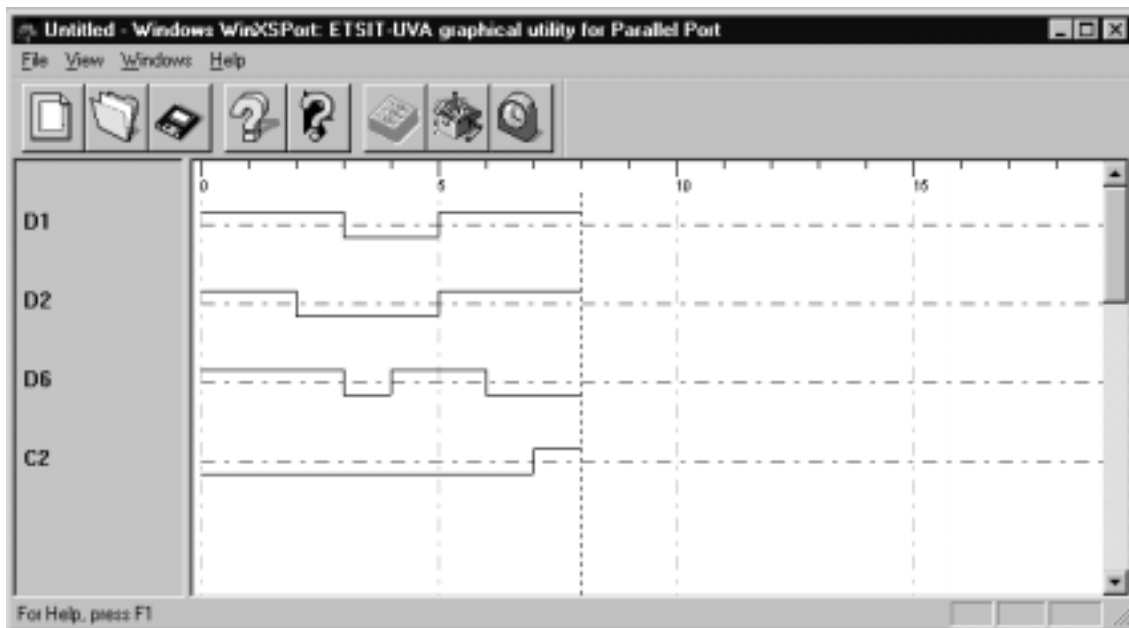 Untitled - Windows WinXSPort: ETSIT-UVA graphical utility for Parallel Port
File View Windows Help
0 5 10 15
D1
D2
D6
C2
For Help, press F1